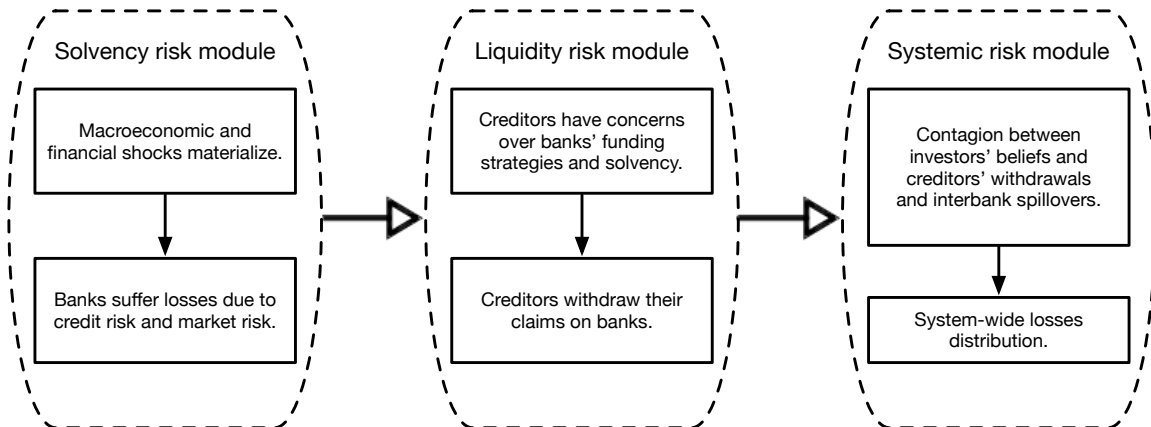 Solvency risk module
Macroeconomic and
financial shocks materialize.
Banks suffer losses due to
credit risk and market risk.
Liquidity risk module
Creditors have concerns
over banks’ funding
strategies and solvency.
Creditors withdraw their
claims on banks.
Systemic risk module
Contagion between
investors’ beliefs and
creditors’ withdrawals
and interbank spillovers.
System-wide losses
distribution.